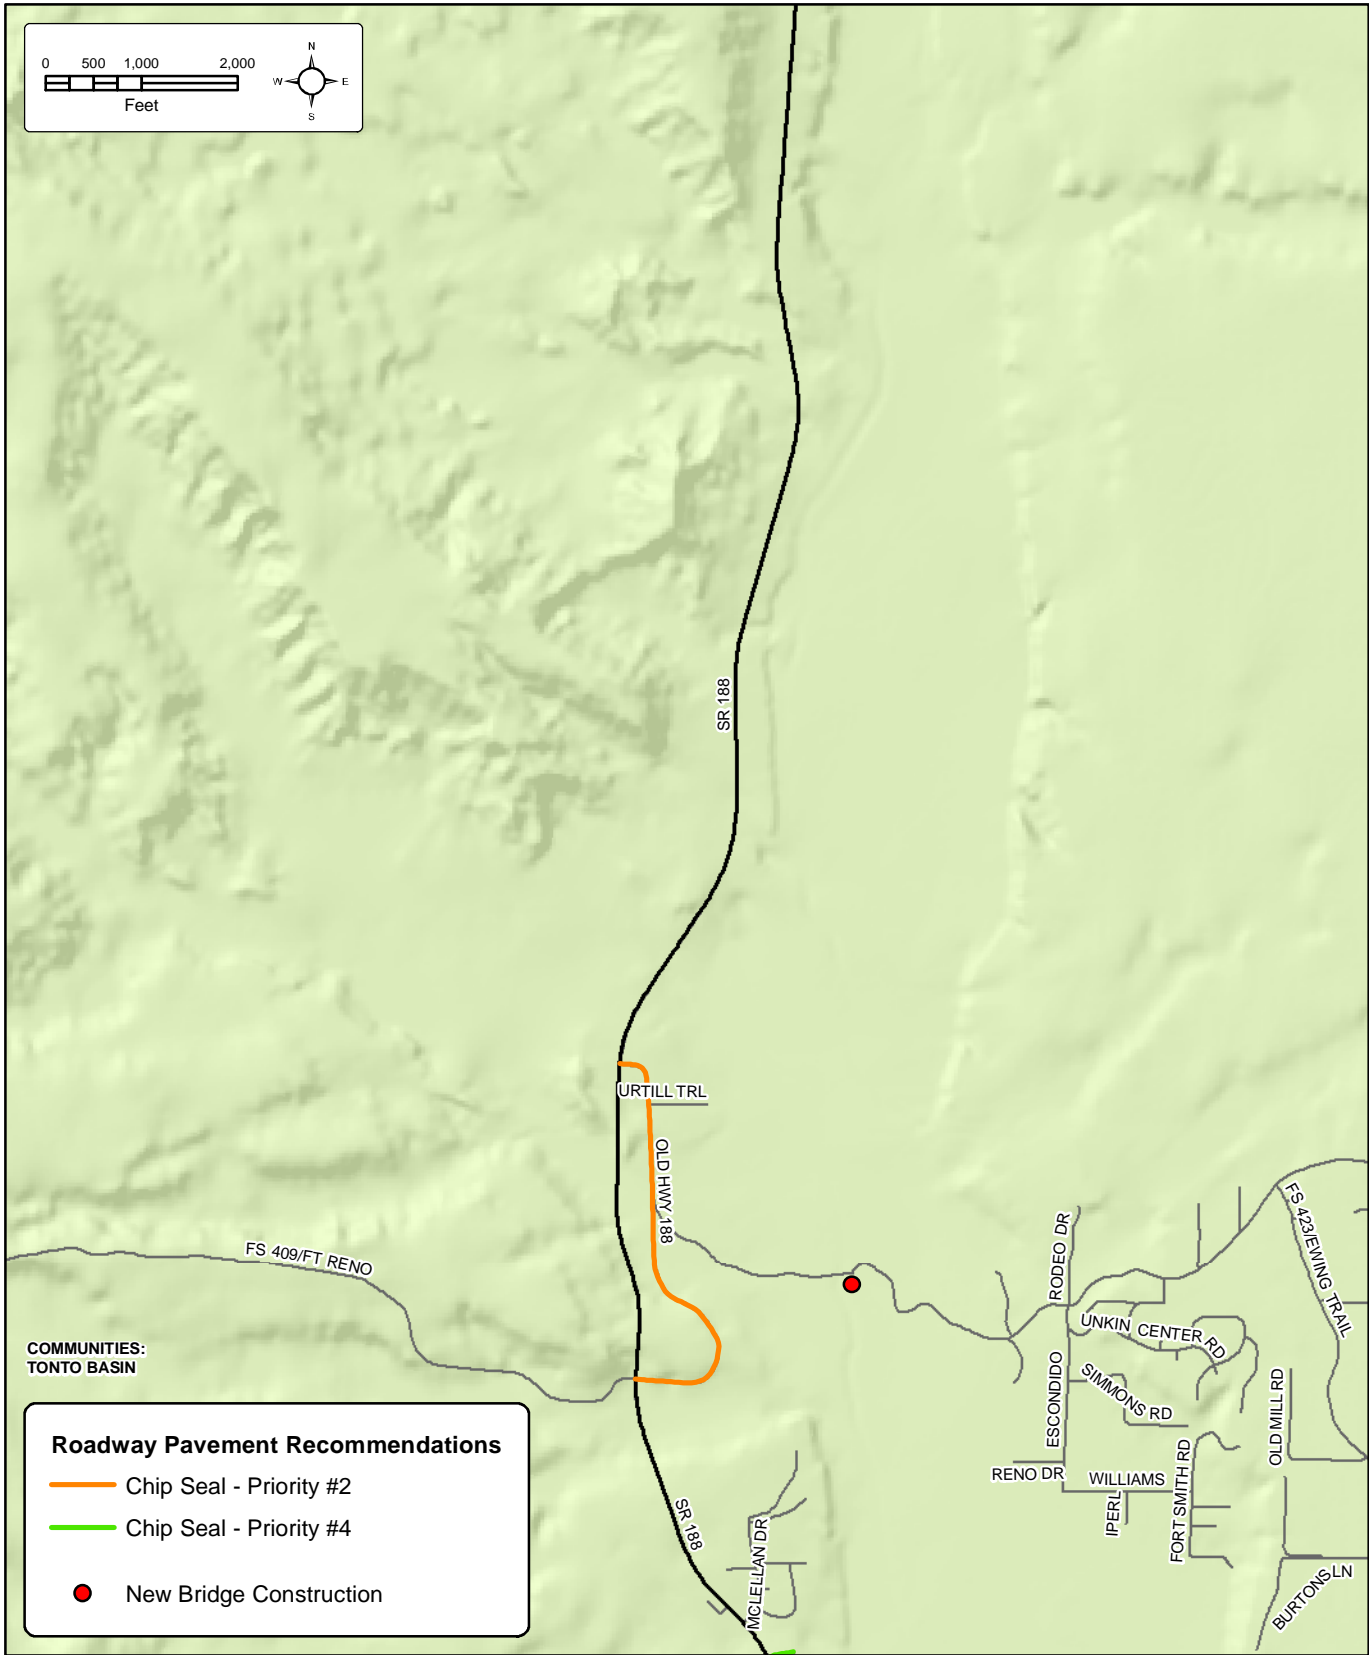 0 500 1,000 2,000
Feet
N
W E
S
SR 188
URTILL TRL
OLD HWY 188
FS 409/FT RENO
RODEO DR
FS 423/EWING TRAIL
UNKIN CENTER RD
ESCONDIDO
SIMMONS RD
OLD MILL RD
RENO DR
WILLIAMS
IPERL
FORT SMITH RD
SR 188
MCLELLAN DR
BURTONS LN
COMMUNITIES:
TONTO BASIN
Roadway Pavement Recommendations
Chip Seal - Priority #2
Chip Seal - Priority #4
New Bridge Construction